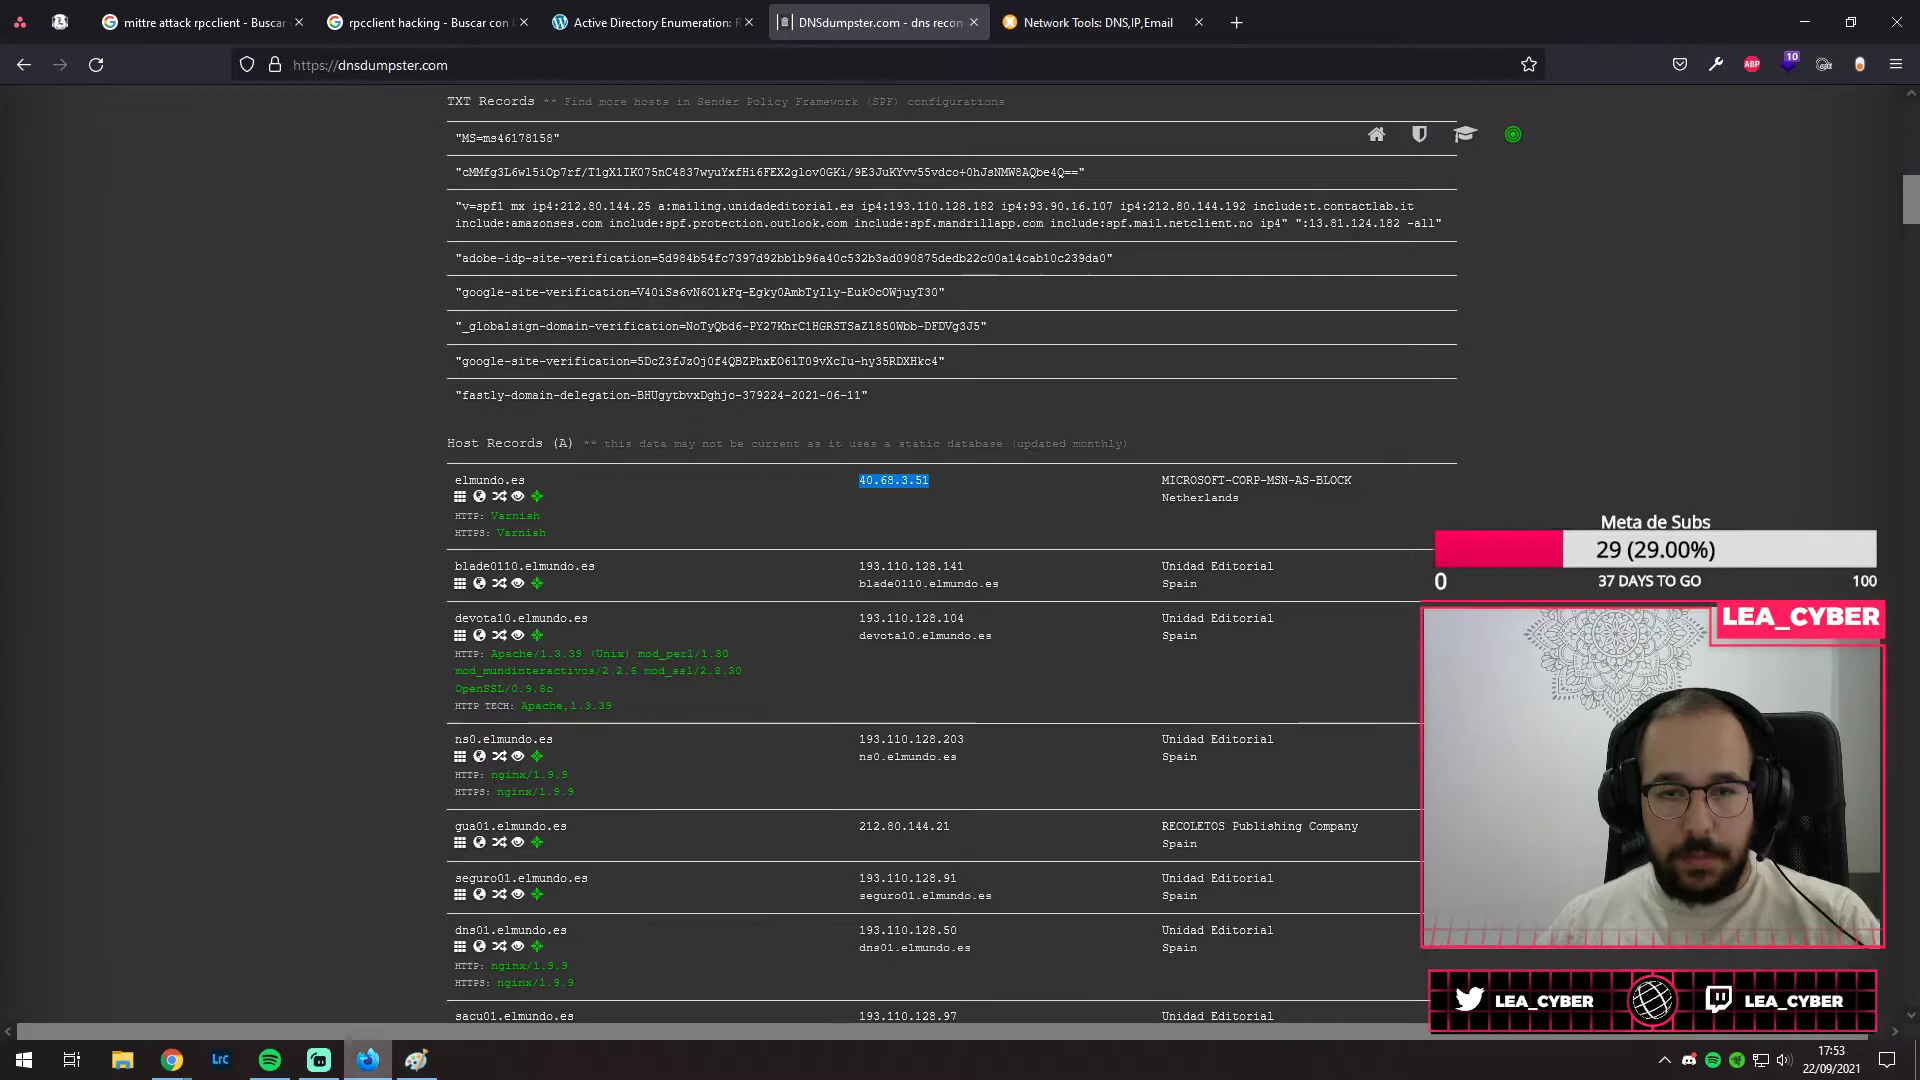 mittre attack rpcclient - Buscar
rpcclient hacking - Buscar con
Active Directory Enumeration: R
DNSdumpster.com - dns recon
Network Tools: DNS,IP,Email
https://dnsdumpster.com
ABP
10
TXT Records ** Find more hosts in Sender Policy Framework (SPF) configurations
"MS=ms46178158"
"cMMfg3L6wl5iOp7rf/T1gX1IK075nC4837wyuYxfHi6FEX2glov0GKi/9E3JuKYvv55vdco+0hJsNMW8AQbe4Q=="
"v=spf1 mx ip4:212.80.144.25 a:mailing.unidadeditorial.es ip4:193.110.128.182 ip4:93.90.16.107 ip4:212.80.144.192 include:t.contactlab.it
include:amazonses.com include:spf.protection.outlook.com include:spf.mandrillapp.com include:spf.mail.netclient.no ip4" ":13.81.124.182 -all"
"adobe-idp-site-verification=5d984b54fc7397d92bb1b96a40c532b3ad090875dedb22c00a14cab10c239da0"
"google-site-verification=V40iSs6vN6O1kFq-Egky0AmbTyIly-EukOcOWjuyT30"
"_globalsign-domain-verification=NoTyQbd6-PY27KhrC1HGRSTSaZl850Wbb-DFDVg3J5"
"google-site-verification=5DcZ3fJzOj0f4QBZPhxEO6lT09vXcIu-hy35RDXHkc4"
"fastly-domain-delegation-BHUgytbvxDghjo-379224-2021-06-11"
Host Records (A) ** this data may not be current as it uses a static database (updated monthly)
elmundo.es 40.68.3.51 MICROSOFT-CORP-MSN-AS-BLOCK
Netherlands
HTTP: Varnish
HTTPS: Varnish
blade0110.elmundo.es 193.110.128.141 Unidad Editorial
blade0110.elmundo.es Spain
devota10.elmundo.es 193.110.128.104 Unidad Editorial
devota10.elmundo.es Spain
HTTP: Apache/1.3.39 (Unix) mod_perl/1.30
mod_mundinteractivos/2.2.6 mod_ssl/2.8.30
OpenSSL/0.9.8c
HTTP TECH: Apache,1.3.39
ns0.elmundo.es 193.110.128.203 Unidad Editorial
ns0.elmundo.es Spain
HTTP: nginx/1.9.9
HTTPS: nginx/1.9.9
gua01.elmundo.es 212.80.144.21 RECOLETOS Publishing Company
Spain
seguro01.elmundo.es 193.110.128.91 Unidad Editorial
seguro01.elmundo.es Spain
dns01.elmundo.es 193.110.128.50 Unidad Editorial
dns01.elmundo.es Spain
HTTP: nginx/1.9.9
HTTPS: nginx/1.9.9
sacu01.elmundo.es 193.110.128.97 Unidad Editorial
Meta de Subs
29 (29.00%)
0 37 DAYS TO GO 100
LEA_CYBER
LEA_CYBER LEA_CYBER
Lrc
17:53
22/09/2021